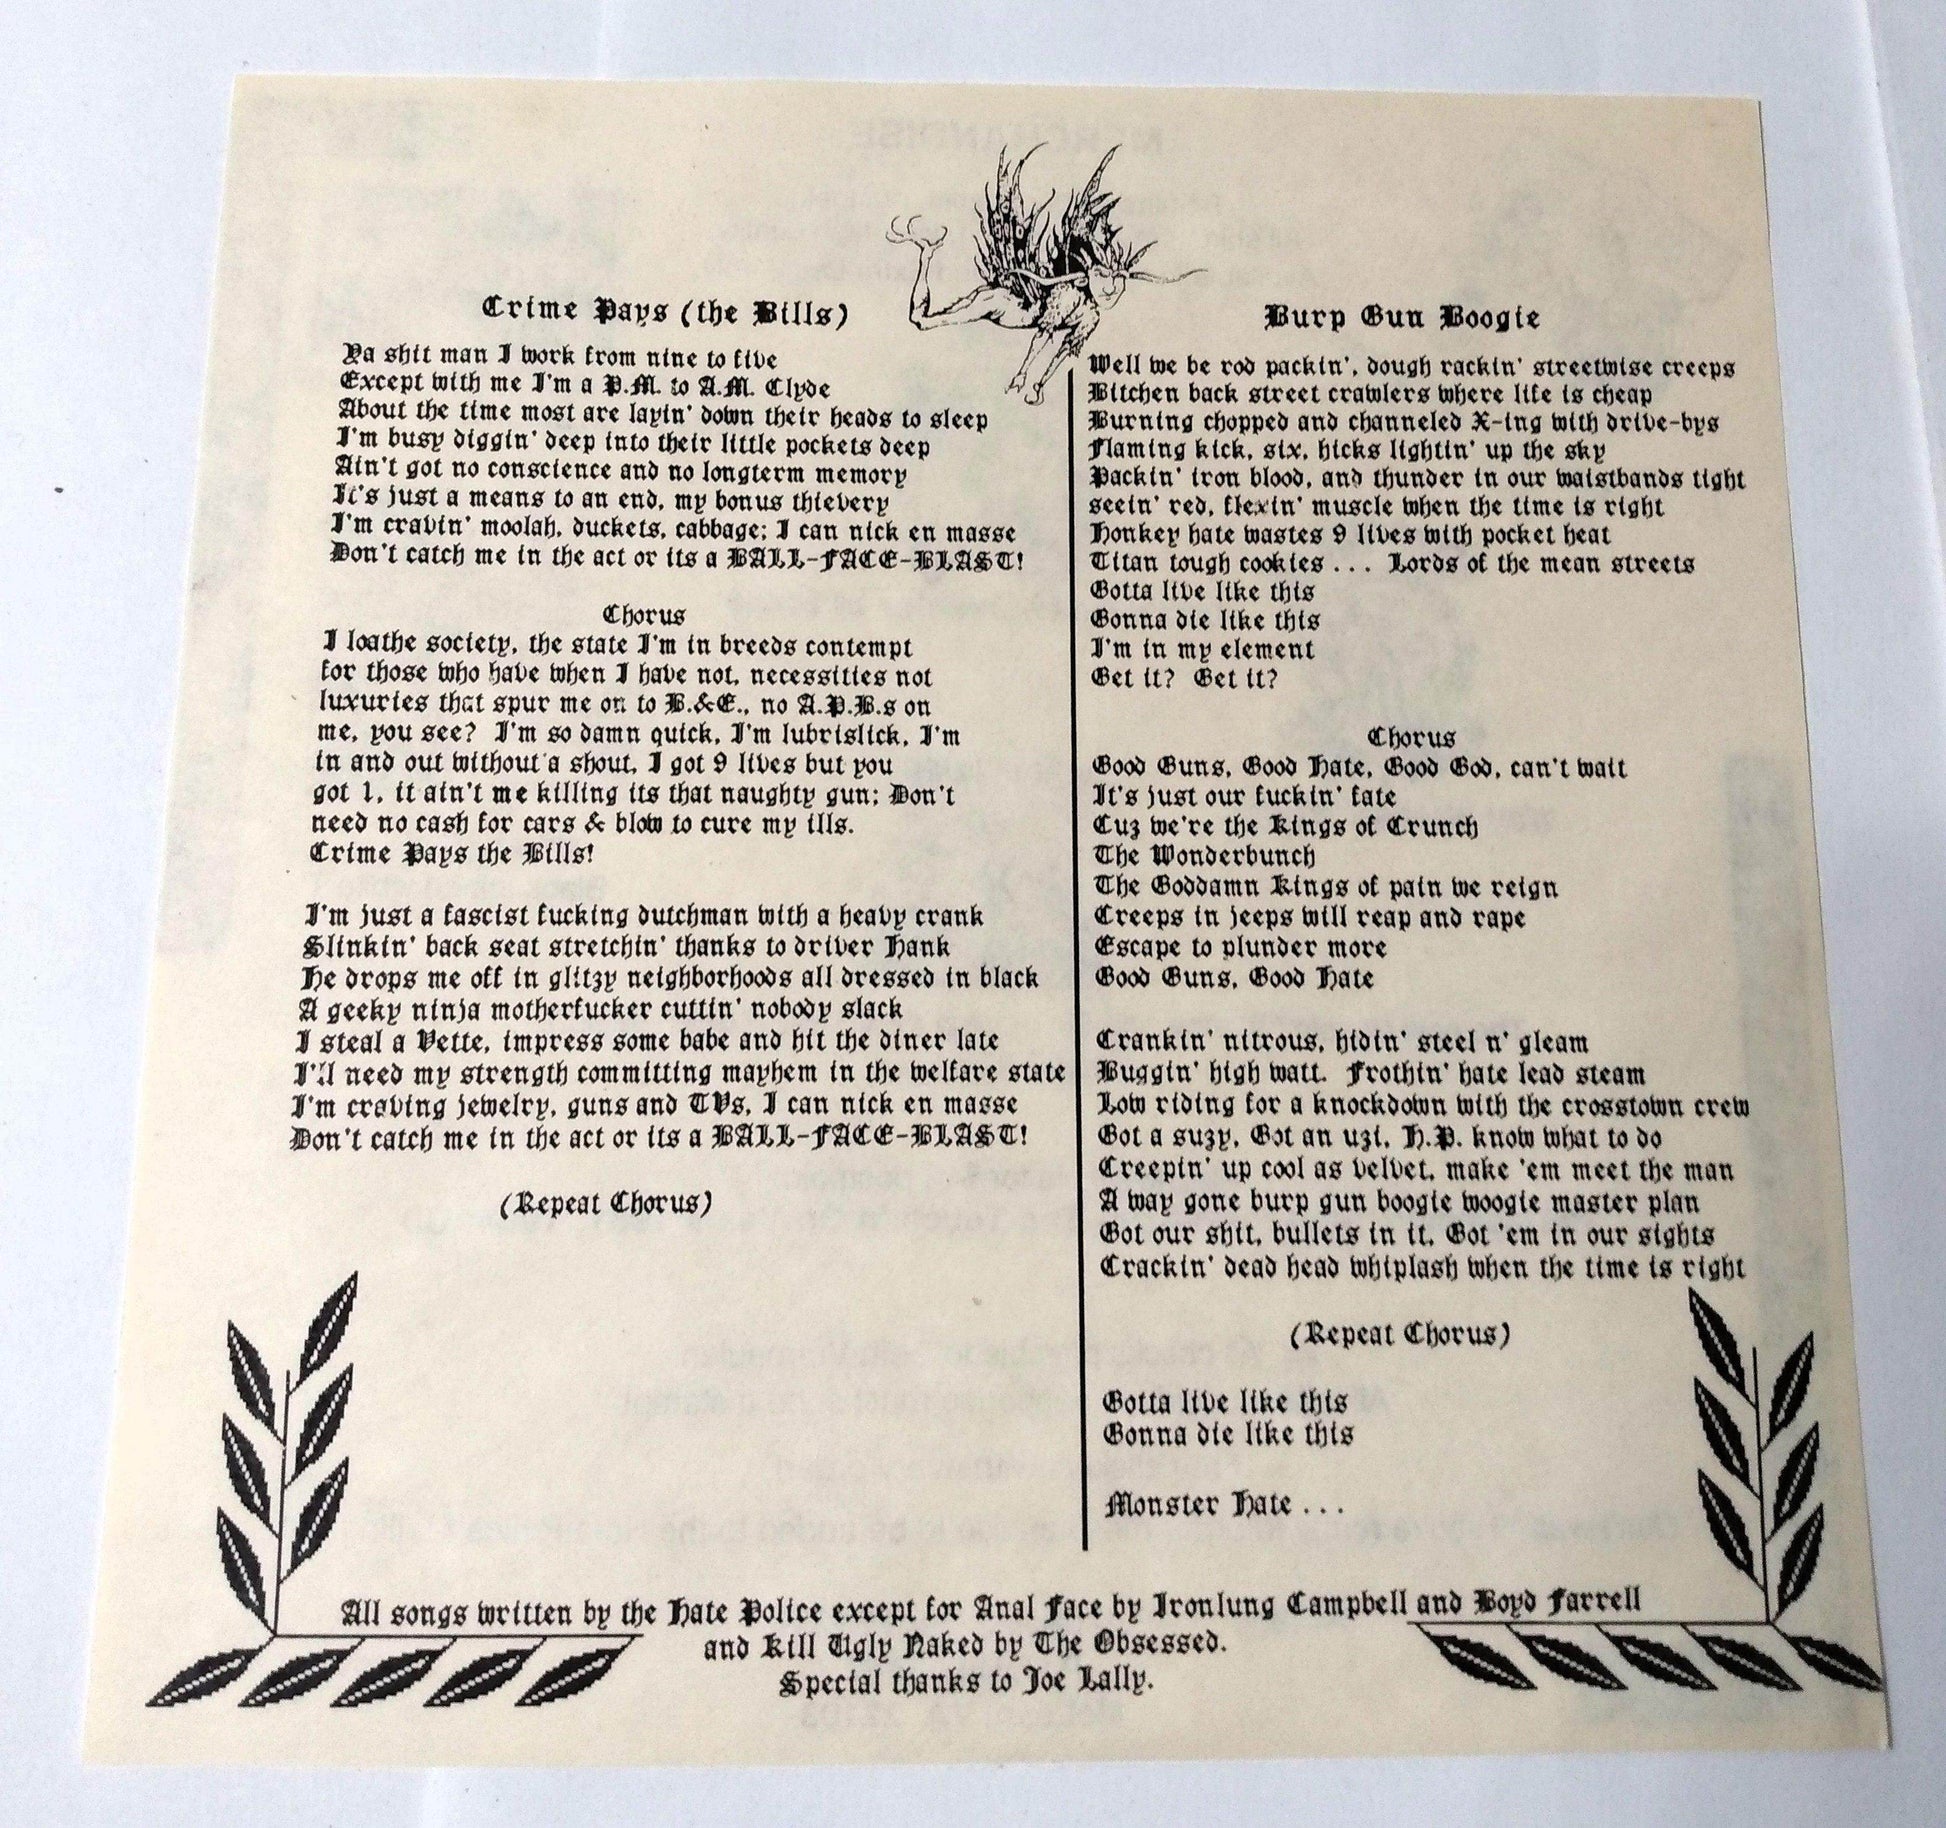 Crime Pays (the Bills)
Ya shit man I work from nine to five
Except with me I'm a P.M. to A.M. Clyde
About the time most are layin' down their heads to sleep
I'm busy diggin' deep into their little pockets deep
Ain't got no conscience and no longterm memory
It's just a means to an end, my bonus thievery
I'm cravin' moolah, duckets, cabbage; I can nick en masse
Don't catch me in the act or its a BALL-FACE-BLAST!
Chorus
I loathe society, the state I'm in breeds contempt
for those who have when I have not, necessities not
luxuries that spur me on to B.&E., no A.P.B.s on
me, you see? I'm so damn quick, I'm lubrislick, I'm
in and out without a shout, I got 9 lives but you
got 1, it ain't me killing its that naughty gun; Don't
need no cash for cars & blow to cure my ills.
Crime Pays the Bills!
I'm just a fascist fucking dutchman with a heavy crank
Slinkin' back seat stretchin' thanks to driver Hank
He drops me off in glitzy neighborhoods all dressed in black
A geeky ninja motherfucker cuttin' nobody slack
I steal a Vette, impress some babe and hit the diner late
I'll need my strength committing mayhem in the welfare state
I'm craving jewelry, guns and TVs, I can nick en masse
Don't catch me in the act or its a BALL-FACE-BLAST!
(Repeat Chorus)
Burp Gun Boogie
Well we be rod packin', dough rackin' streetwise creeps
Bitchen back street crawlers where life is cheap
Burning chopped and channeled X-ing with drive-bys
Flaming kick, six, hicks lightin' up the sky
Packin' iron blood, and thunder in our waistbands tight
seein' red, flexin' muscle when the time is right
Honkey hate wastes 9 lives with pocket heat
Titan tough cookies ... Lords of the mean streets
Gotta live like this
Gonna die like this
I'm in my element
Get it? Get it?
Chorus
Good Guns, Good Hate, Good God, can't wait
It's just our fuckin' fate
Cuz we're the Kings of Crunch
The Wonderbunch
The Goddamn Kings of pain we reign
Creeps in jeeps will reap and rape
Escape to plunder more
Good Guns, Good Hate
Crankin' nitrous, hidin' steel n' gleam
Buggin' high watt. Frothin' hate lead steam
Low riding for a knockdown with the crosstown crew
Got a suzy, Got an uzi, H.P. know what to do
Creepin' up cool as velvet, make 'em meet the man
A way gone burp gun boogie woogie master plan
Got our shit, bullets in it, Got 'em in our sights
Crackin' dead head whiplash when the time is right
(Repeat Chorus)
Gotta live like this
Gonna die like this
Monster Hate ...
All songs written by the Hate Police except for Anal Face by Ironlung Campbell and Boyd Farrell
and Kill Ugly Naked by The Obsessed.
Special thanks to Joe Lally.